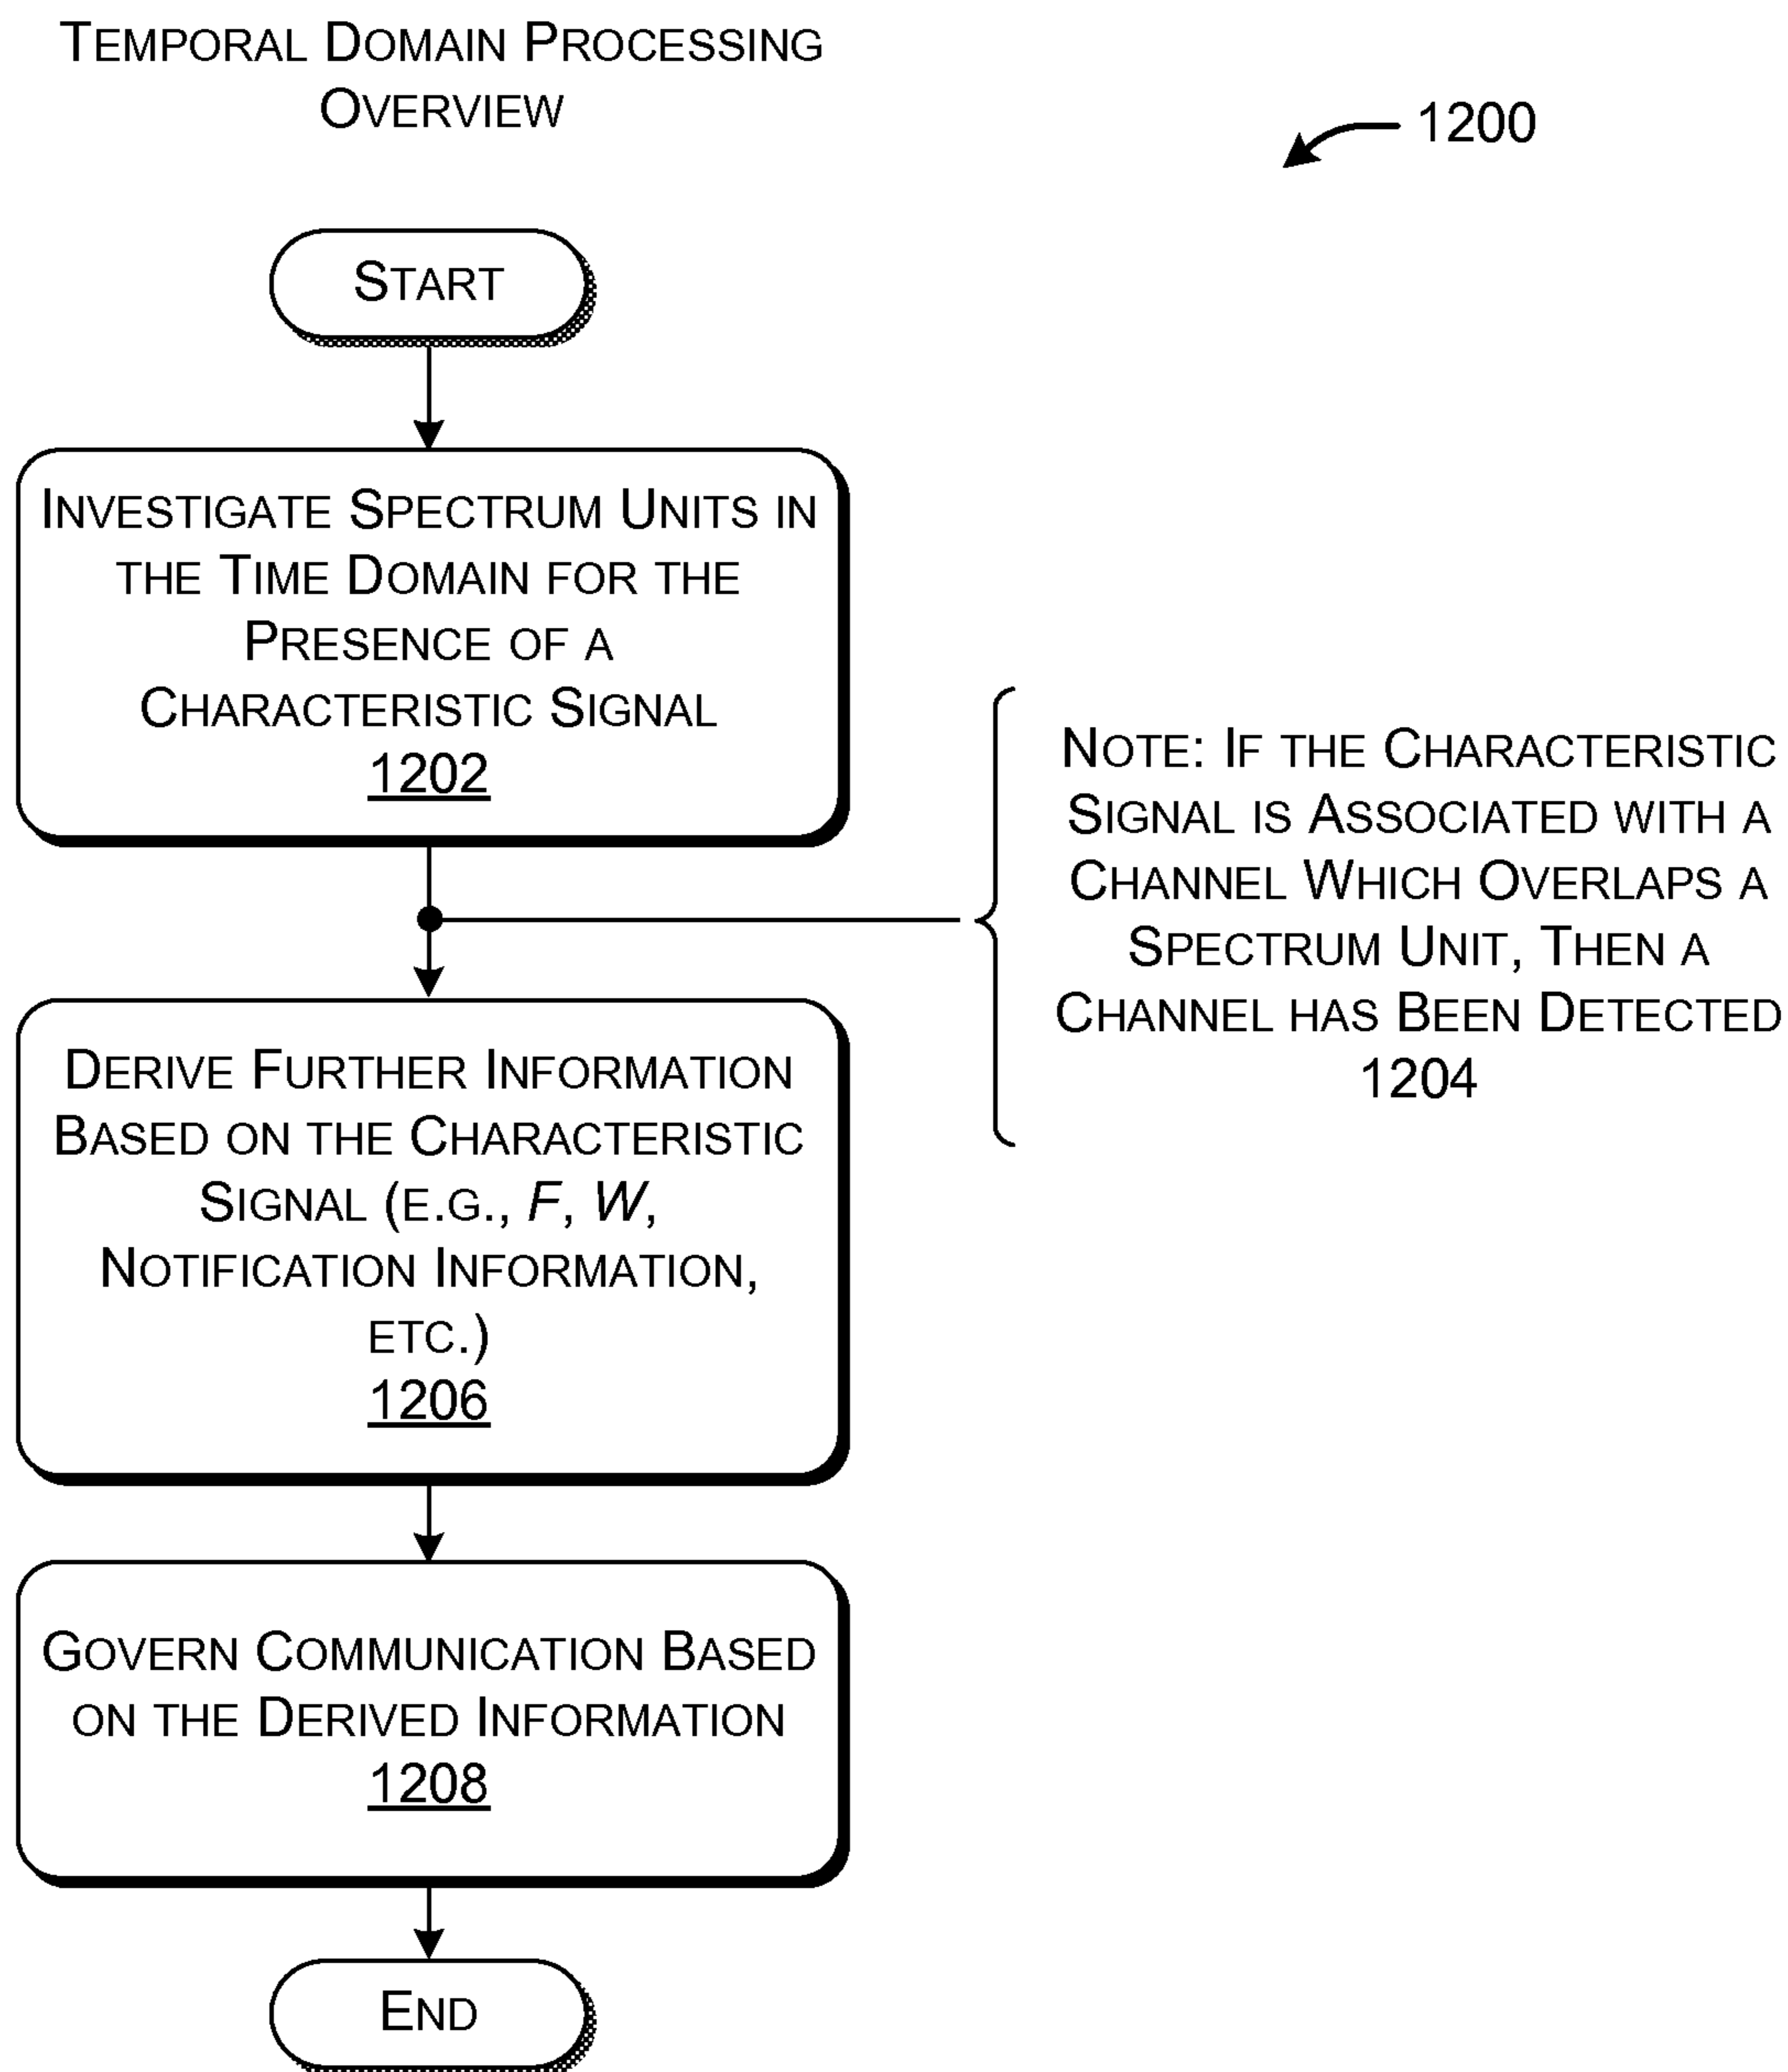 TEMPORAL DOMAIN PROCESSING
OVERVIEW
1200
START
INVESTIGATE SPECTRUM UNITS IN
THE TIME DOMAIN FOR THE
PRESENCE OF A
CHARACTERISTIC SIGNAL
1202
NOTE: IF THE CHARACTERISTIC
SIGNAL IS ASSOCIATED WITH A
CHANNEL WHICH OVERLAPS A
SPECTRUM UNIT, THEN A
CHANNEL HAS BEEN DETECTED
1204
DERIVE FURTHER INFORMATION
BASED ON THE CHARACTERISTIC
SIGNAL (E.G., F, W,
NOTIFICATION INFORMATION,
ETC.)
1206
GOVERN COMMUNICATION BASED
ON THE DERIVED INFORMATION
1208
END